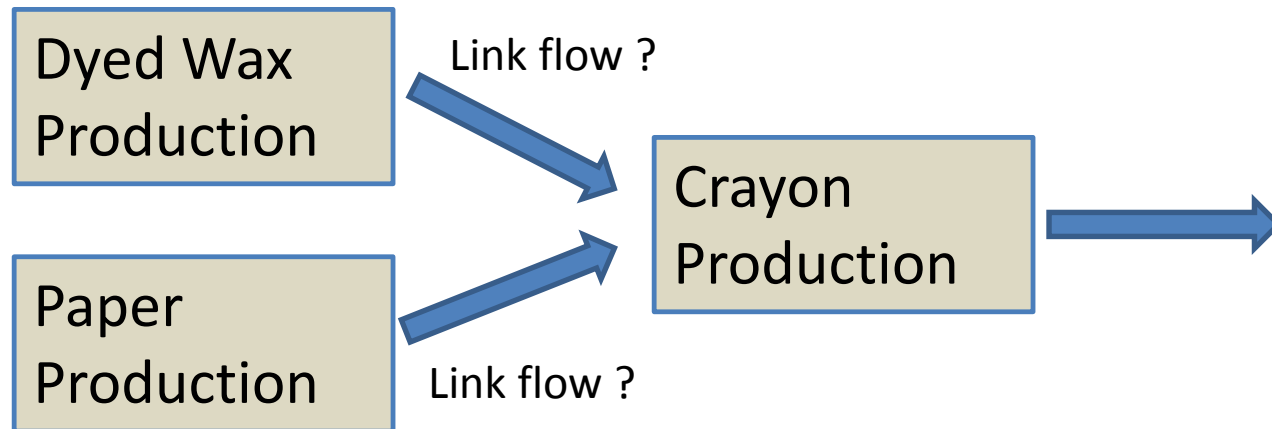 Dyed Wax
Production
Link flow ?
Crayon
Production
Paper
Production
Link flow ?